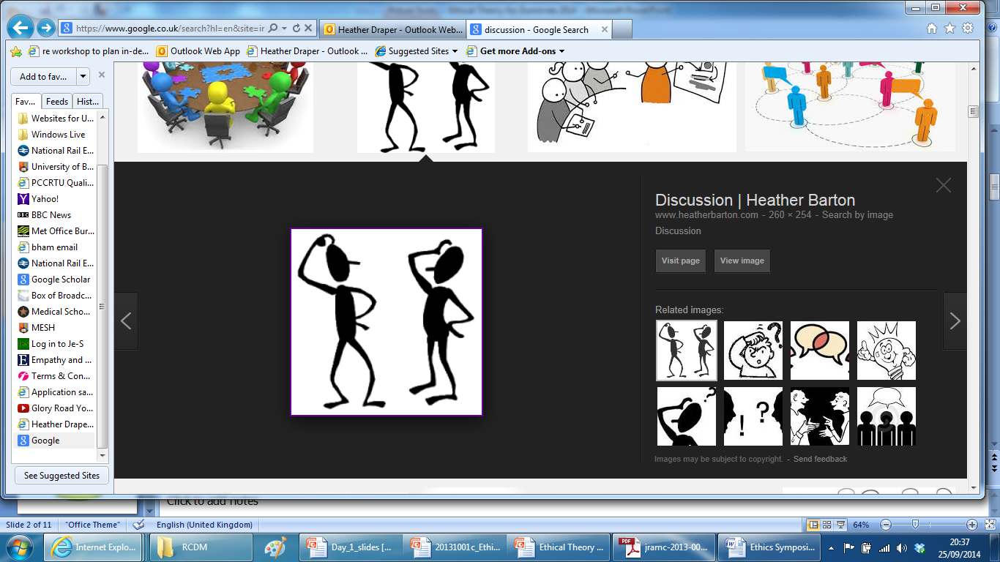 https://www.google.co.uk/search?hl=en&site=ir
Heather Draper - Outlook Web...
discussion - Google Search
re workshop to plan in-de...
Outlook Web App
Heather Draper - Outlook ...
Suggested Sites
Get more Add-ons
Add to fav...
Fav...
Feeds
Hist...
Websites for U...
Windows Live
National Rail E...
University of B...
PCCRTU Quali...
Yahoo!
BBC News
Met Office Bur...
bham email
National Rail E...
Google Scholar
Box of Broadc...
Medical Scho...
MESH
Log in to Je-S
Empathy and ...
Terms & Con...
Application sa...
Glory Road Yo...
Heather Drape...
Google
See Suggested Sites
Discussion | Heather Barton
www.heatherbarton.com - 260 × 254 - Search by image
Discussion
Visit page
View image
Related images:
?
?
! ?
Images may be subject to copyright. - Send feedback
Click to add notes
Slide 2 of 11
"Office Theme"
English (United Kingdom)
64%
Internet Explo...
RCDM
Day_1_slides [...
20131001c_Ethi...
Ethical Theory ...
jramc-2013-00...
Ethics Symposi...
20:37
25/09/2014